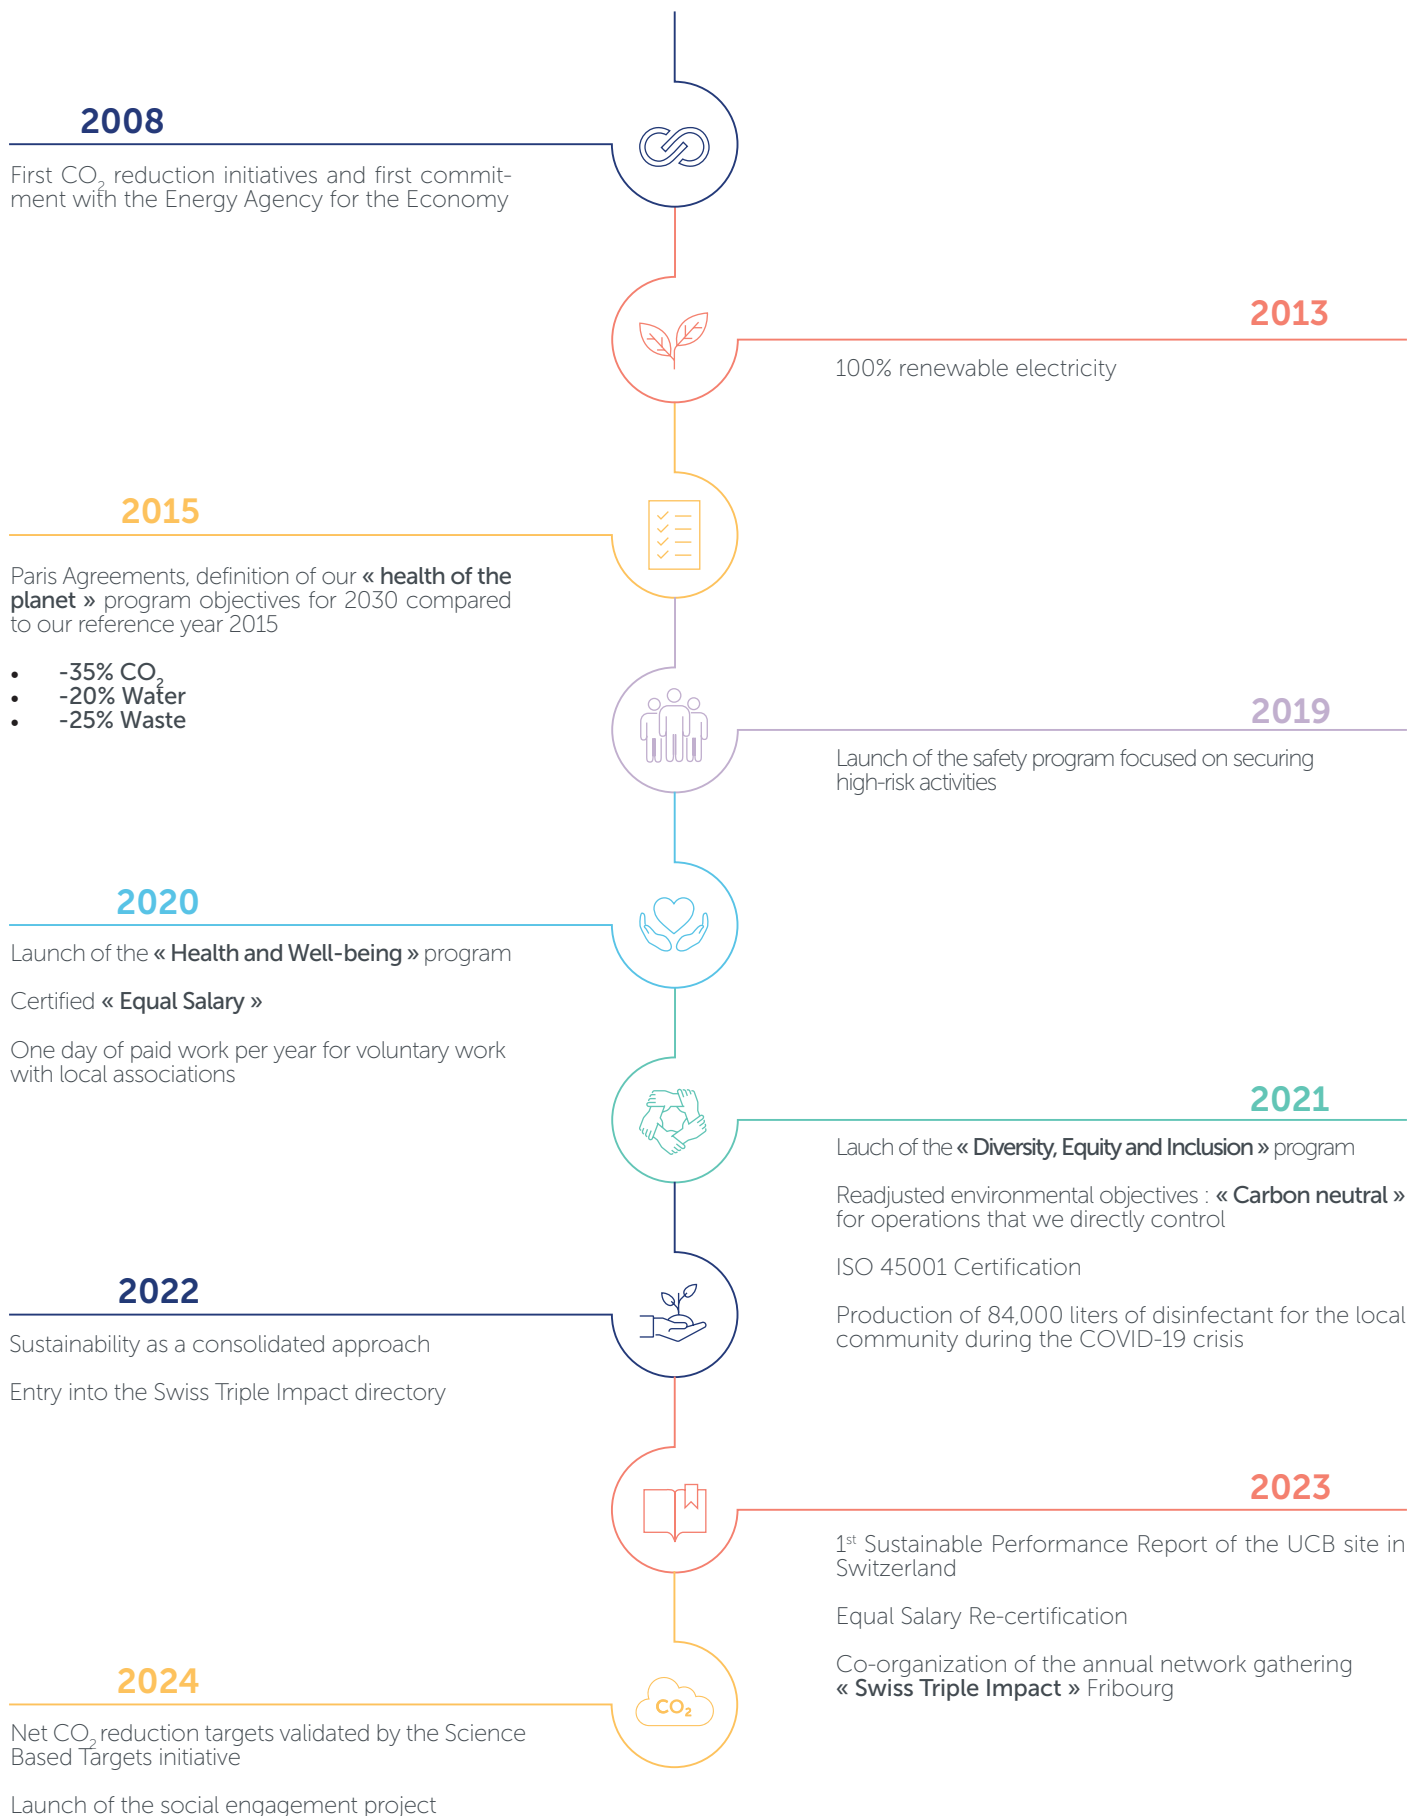 2008
First CO₂ reduction initiatives and first commit-
ment with the Energy Agency for the Economy
2013
100% renewable electricity
2015
Paris Agreements, definition of our « health of the
planet » program objectives for 2030 compared
to our reference year 2015
• -35% CO₂
• -20% Water
• -25% Waste
2019
Launch of the safety program focused on securing
high-risk activities
2020
Launch of the « Health and Well-being » program
Certified « Equal Salary »
One day of paid work per year for voluntary work
with local associations
2021
Lauch of the « Diversity, Equity and Inclusion » program
Readjusted environmental objectives : « Carbon neutral »
for operations that we directly control
ISO 45001 Certification
Production of 84,000 liters of disinfectant for the local
community during the COVID-19 crisis
2022
Sustainability as a consolidated approach
Entry into the Swiss Triple Impact directory
2023
1st Sustainable Performance Report of the UCB site in
Switzerland
Equal Salary Re-certification
Co-organization of the annual network gathering
« Swiss Triple Impact » Fribourg
2024
CO₂
Net CO₂ reduction targets validated by the Science
Based Targets initiative
Launch of the social engagement project